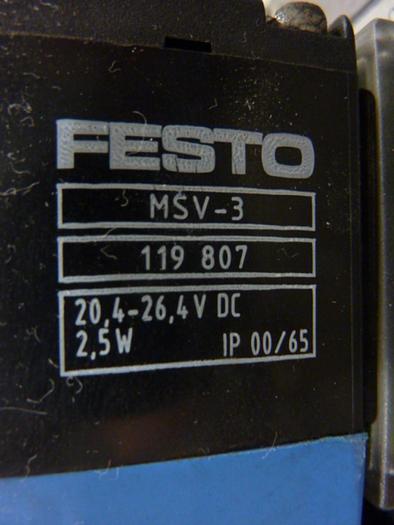 FESTO
MSV-3
119 807
20,4-26,4V DC
2,5W IP 00/65